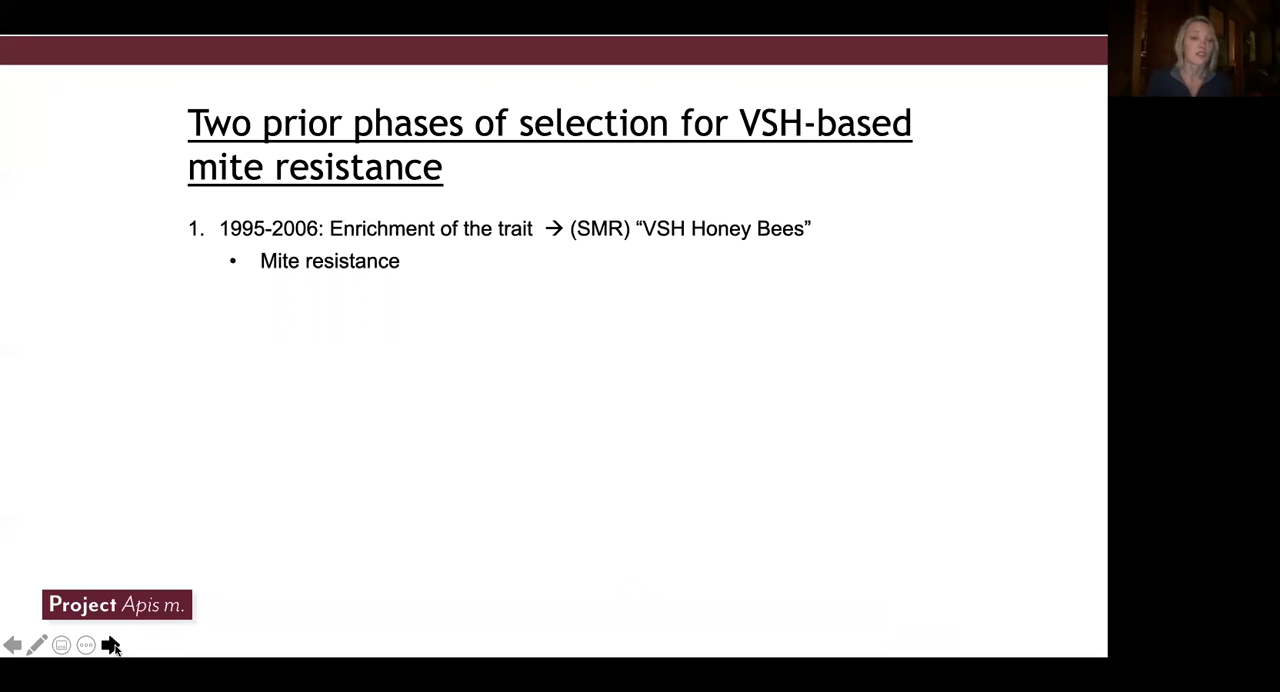 Two prior phases of selection for VSH-based
mite resistance
1. 1995-2006: Enrichment of the trait → (SMR) “VSH Honey Bees”
• Mite resistance
Project Apis m.